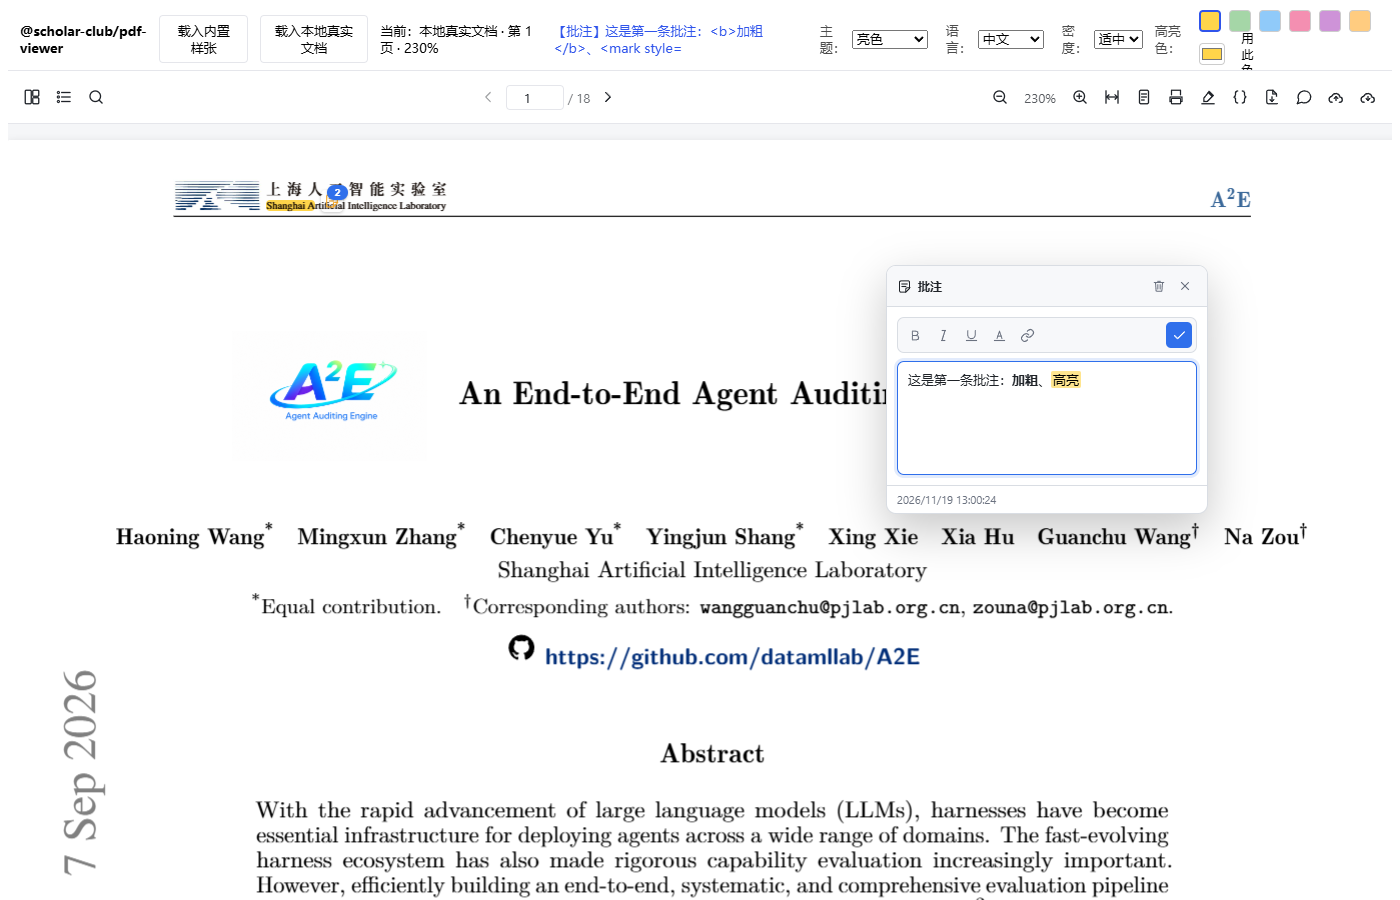 @scholar-club/pdf-viewer
载入内置样张
载入本地真实文档
当前：本地真实文档 · 第 1 页 · 230%
【批注】这是第一条批注：<b>加粗</b>、<mark style=
主题：
亮色
语言：
中文
密度：
适中
高亮色：
用此
1
/ 18
230%
上海人 智能实验室
2
Shanghai Artificial Intelligence Laboratory
A²E
批注
B I U A
这是第一条批注：加粗、高亮
2026/11/19 13:00:24
A²E
Agent Auditing Engine
An End-to-End Agent Auditin
Haoning Wang* Mingxun Zhang* Chenyue Yu* Yingjun Shang* Xing Xie Xia Hu Guanchu Wang† Na Zou†
Shanghai Artificial Intelligence Laboratory
*Equal contribution. †Corresponding authors: wangguanchu@pjlab.org.cn, zouna@pjlab.org.cn.
https://github.com/datamllab/A2E
7 Sep 2026
Abstract
With the rapid advancement of large language models (LLMs), harnesses have become
essential infrastructure for deploying agents across a wide range of domains. The fast-evolving
harness ecosystem has also made rigorous capability evaluation increasingly important.
However, efficiently building an end-to-end, systematic, and comprehensive evaluation pipeline